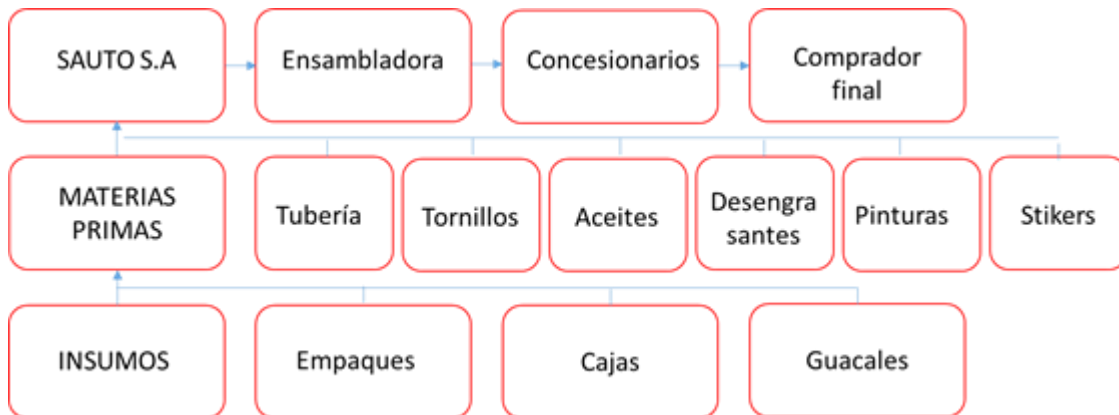 SAUTO S.A
Ensambladora
Concesionarios
Comprador
final
MATERIAS
PRIMAS
Tubería
Tornillos
Aceites
Desengra
santes
Pinturas
Stikers
INSUMOS
Empaques
Cajas
Guacales